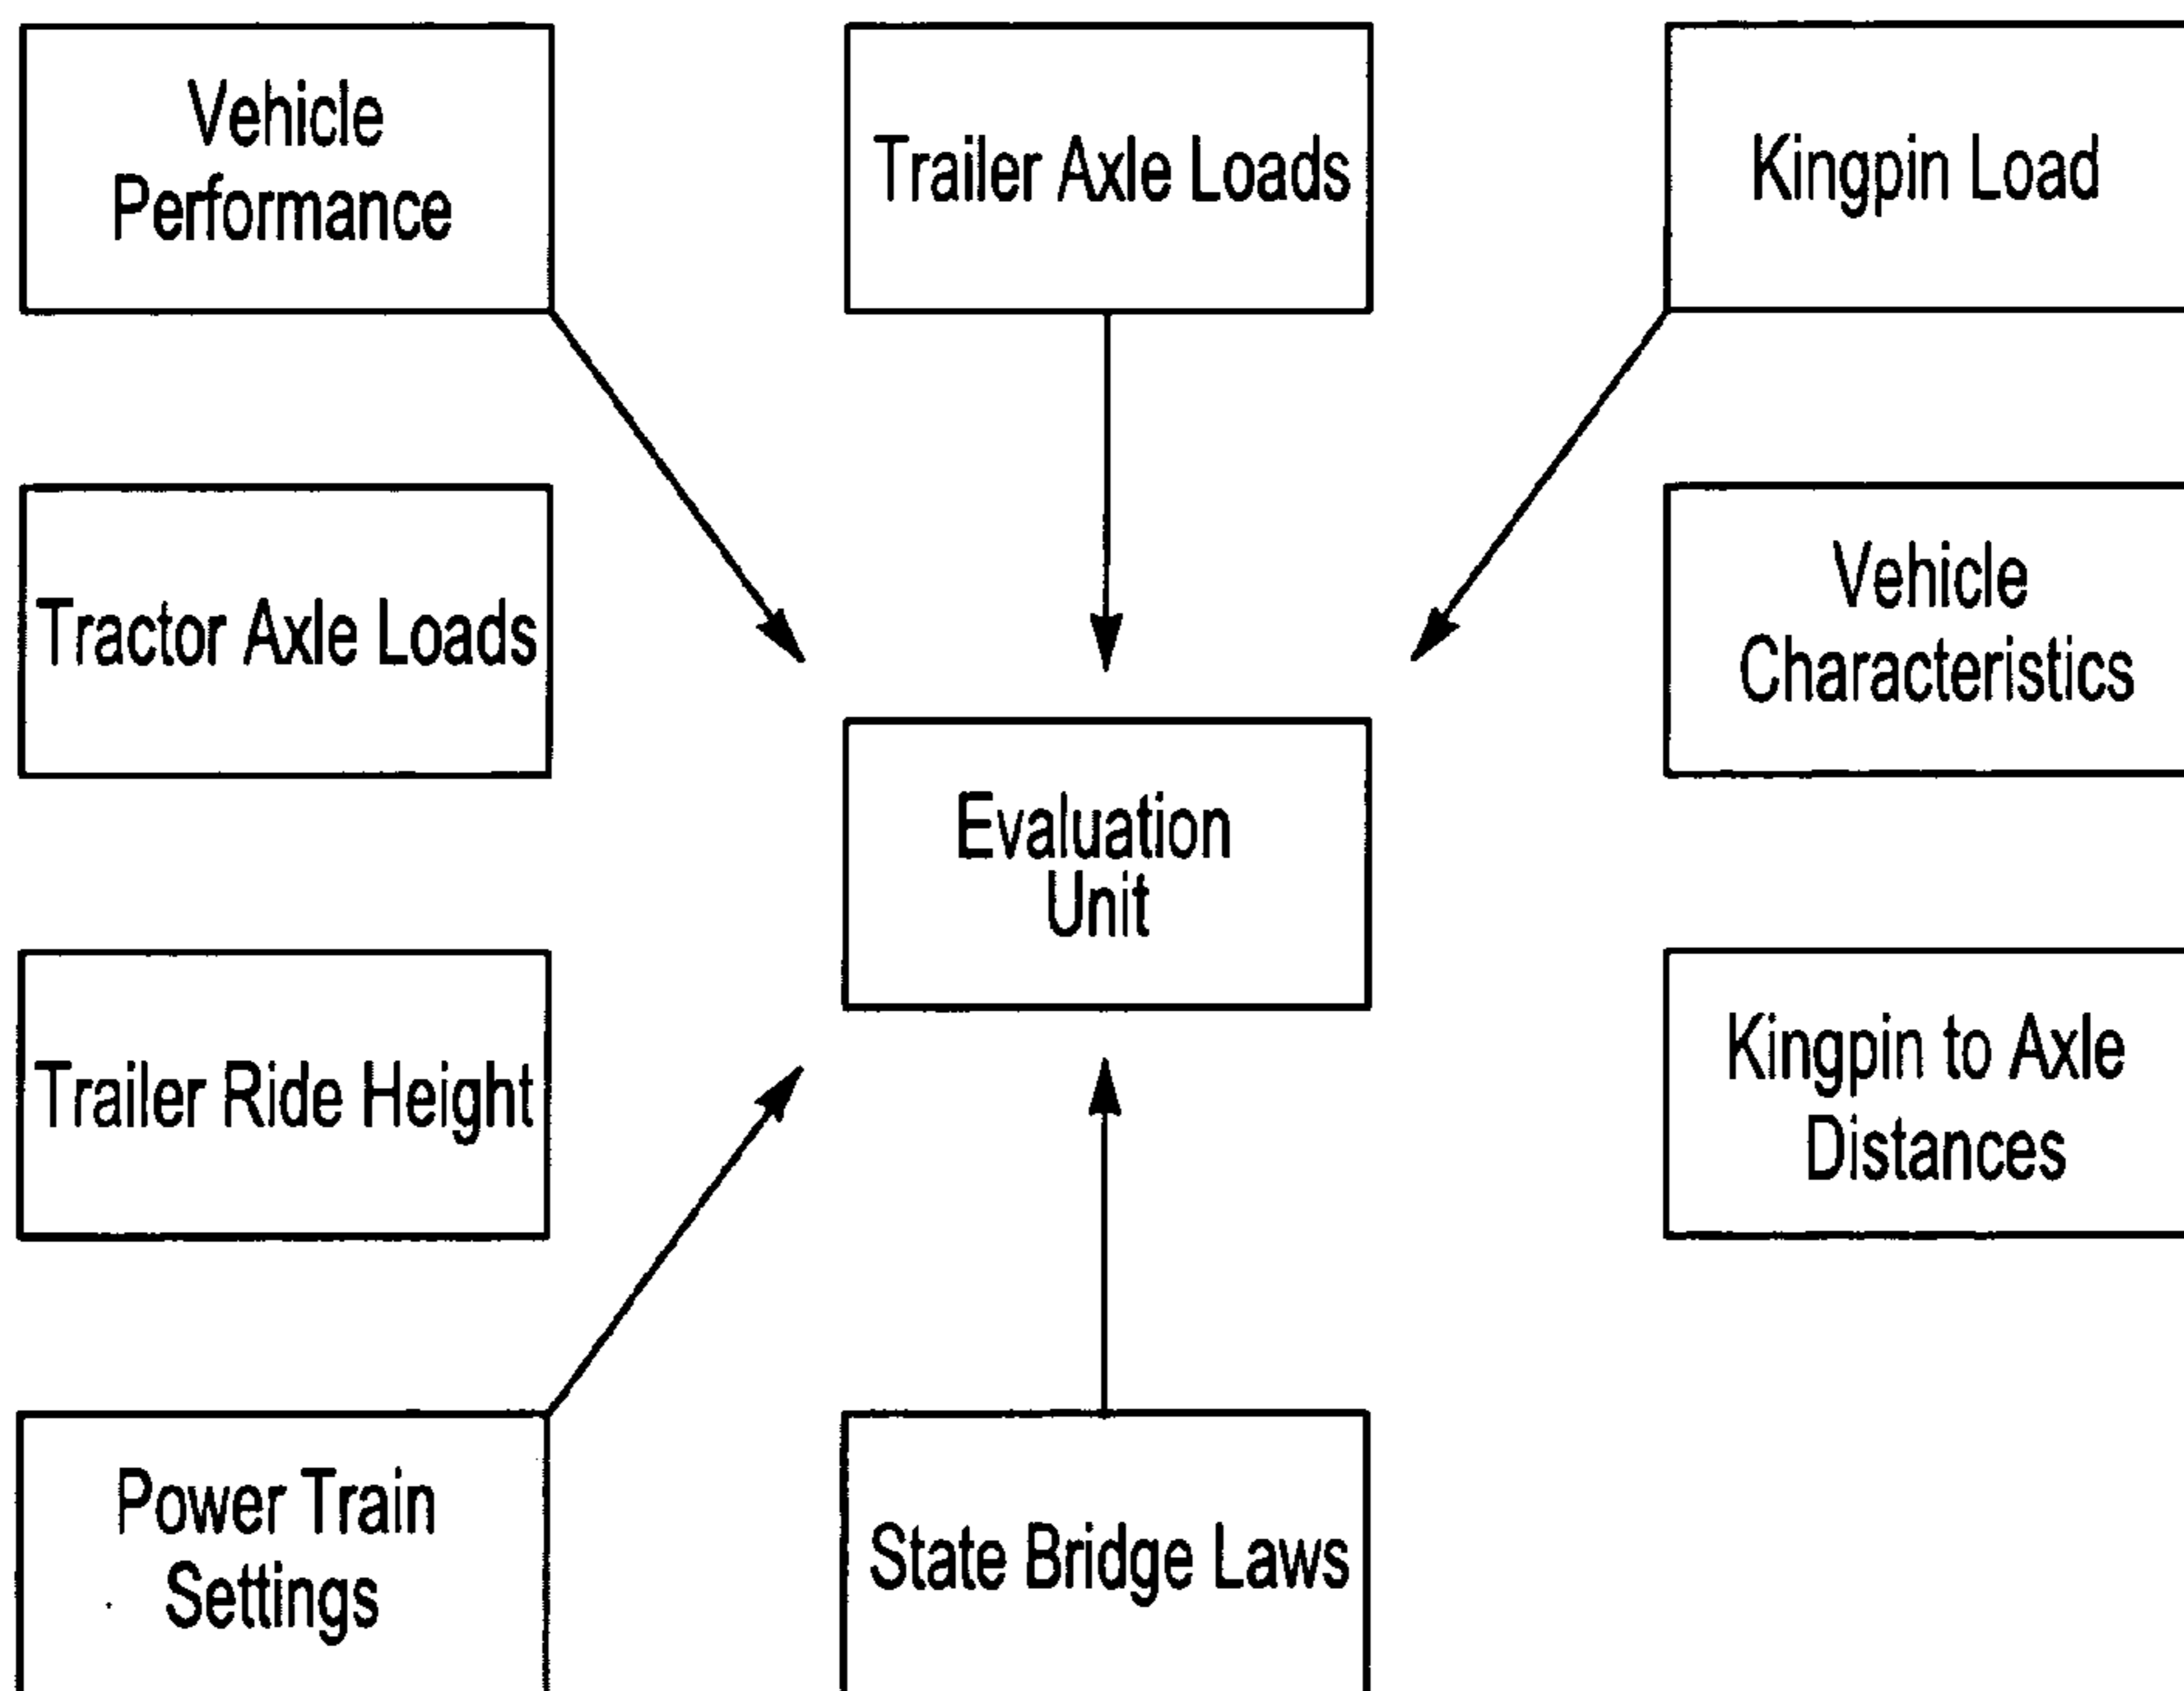 Vehicle
Performance
Trailer Axle Loads
Kingpin Load
Tractor Axle Loads
Vehicle
Characteristics
Evaluation
Unit
Trailer Ride Height
Kingpin to Axle
Distances
Power Train
Settings
State Bridge Laws